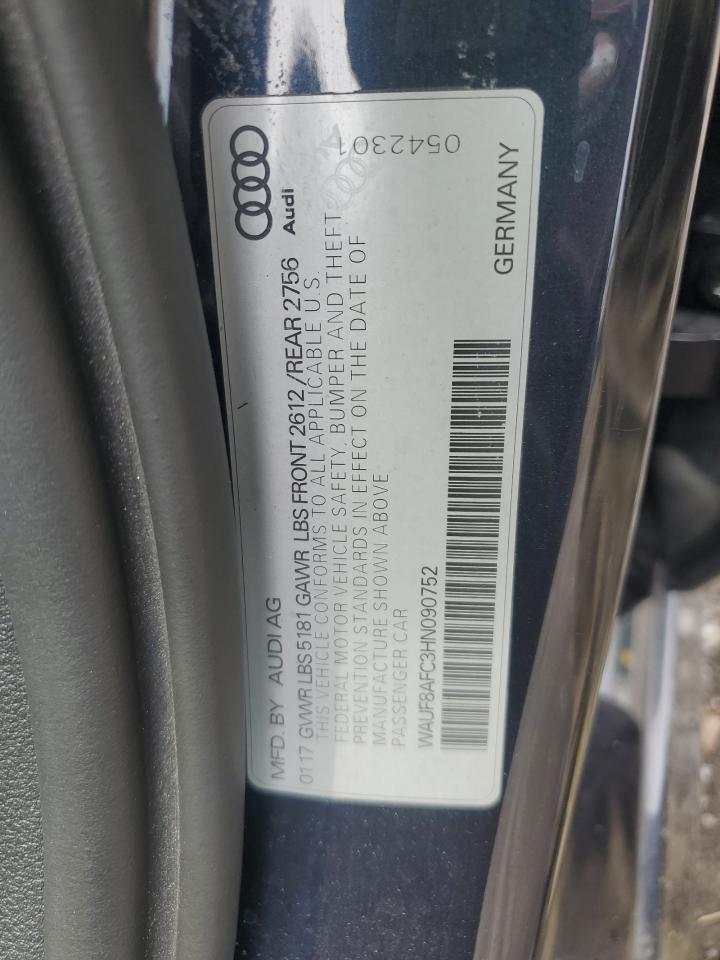 MFD. BY AUDI AG
Audi
0117 GVWR LBS 5181 GAWR LBS FRONT 2612 / REAR 2756
THIS VEHICLE CONFORMS TO ALL APPLICABLE U.S.
FEDERAL MOTOR VEHICLE SAFETY, BUMPER AND THEFT
PREVENTION STANDARDS IN EFFECT ON THE DATE OF
MANUFACTURE SHOWN ABOVE
PASSENGER CAR
WAUF8AFC3HN090752
GERMANY
0542301